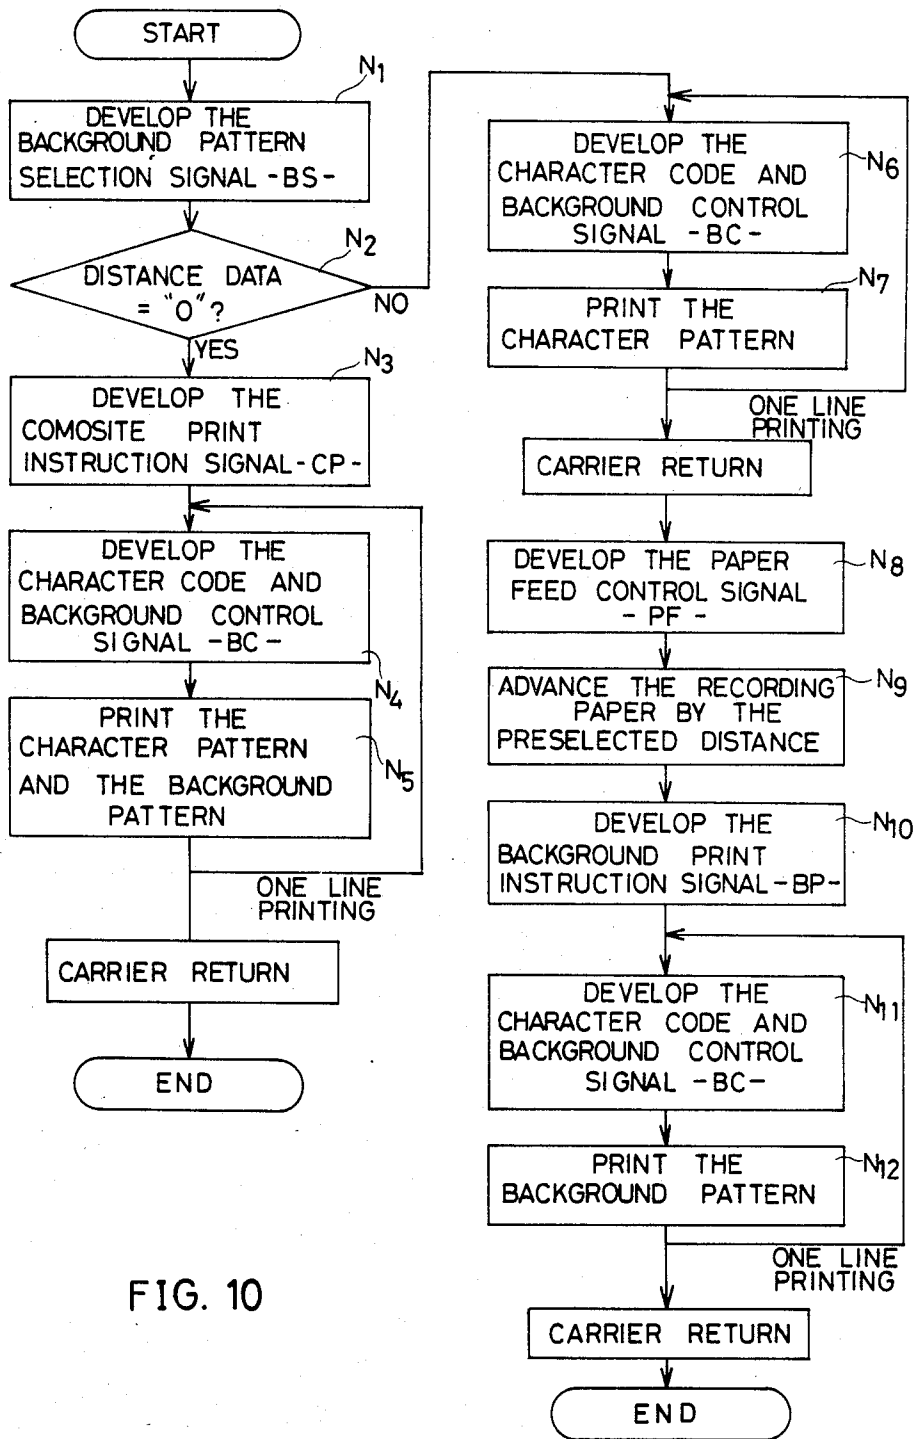 START
N1
DEVELOP THE
BACKGROUND PATTERN
SELECTION SIGNAL -BS-
N2
DISTANCE DATA
= "0"?
NO
YES
N3
DEVELOP THE
COMOSITE PRINT
INSTRUCTION SIGNAL -CP-
DEVELOP THE
CHARACTER CODE AND
BACKGROUND CONTROL
SIGNAL -BC-
N4
PRINT THE
CHARACTER PATTERN
AND THE BACKGROUND
PATTERN
N5
ONE LINE
PRINTING
CARRIER RETURN
END
DEVELOP THE
CHARACTER CODE AND
BACKGROUND CONTROL
SIGNAL -BC-
N6
N7
PRINT THE
CHARACTER PATTERN
ONE LINE
PRINTING
CARRIER RETURN
DEVELOP THE PAPER
FEED CONTROL SIGNAL
- PF -
N8
ADVANCE THE RECORDING
PAPER BY THE
PRESELECTED DISTANCE
N9
DEVELOP THE
BACKGROUND PRINT
INSTRUCTION SIGNAL -BP-
N10
DEVELOP THE
CHARACTER CODE AND
BACKGROUND CONTROL
SIGNAL -BC-
N11
PRINT THE
BACKGROUND PATTERN
N12
ONE LINE
PRINTING
CARRIER RETURN
END
FIG. 10